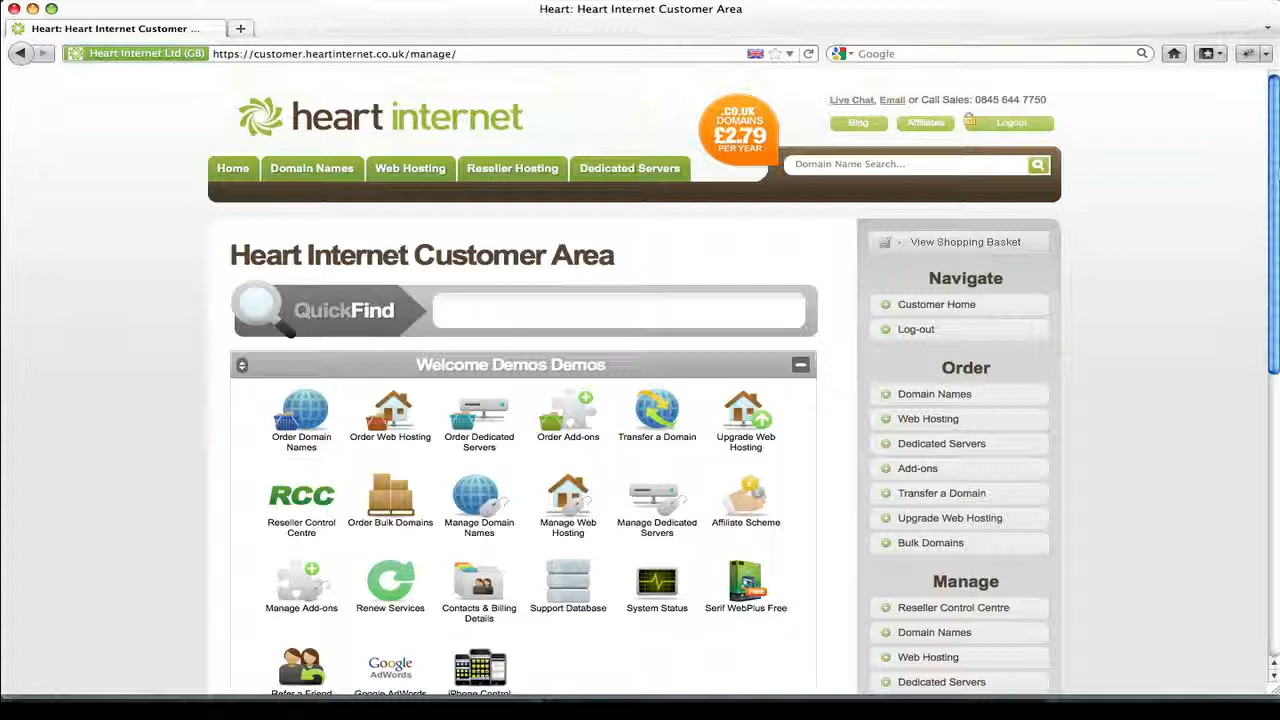 Heart: Heart Internet Customer Area
Heart: Heart Internet Customer ...
Heart Internet Ltd (GB)
https://customer.heartinternet.co.uk/manage/
Google
heart internet
.CO.UK
DOMAINS
£2.79
PER YEAR
Live Chat, Email or Call Sales: 0845 644 7750
Blog
Affiliates
Logout
Home
Domain Names
Web Hosting
Reseller Hosting
Dedicated Servers
Domain Name Search...
Heart Internet Customer Area
QuickFind
Welcome Demos Demos
Order Domain
Names
Order Web Hosting
Order Dedicated
Servers
Order Add-ons
Transfer a Domain
Upgrade Web
Hosting
RCC
Reseller Control
Centre
Order Bulk Domains
Manage Domain
Names
Manage Web
Hosting
Manage Dedicated
Servers
Affiliate Scheme
Manage Add-ons
Renew Services
Contacts & Billing
Details
Support Database
System Status
FREE
Serif WebPlus Free
Refer a Friend
Google
AdWords
Google AdWords
iPhone Control
View Shopping Basket
Navigate
Customer Home
Log-out
Order
Domain Names
Web Hosting
Dedicated Servers
Add-ons
Transfer a Domain
Upgrade Web Hosting
Bulk Domains
Manage
Reseller Control Centre
Domain Names
Web Hosting
Dedicated Servers